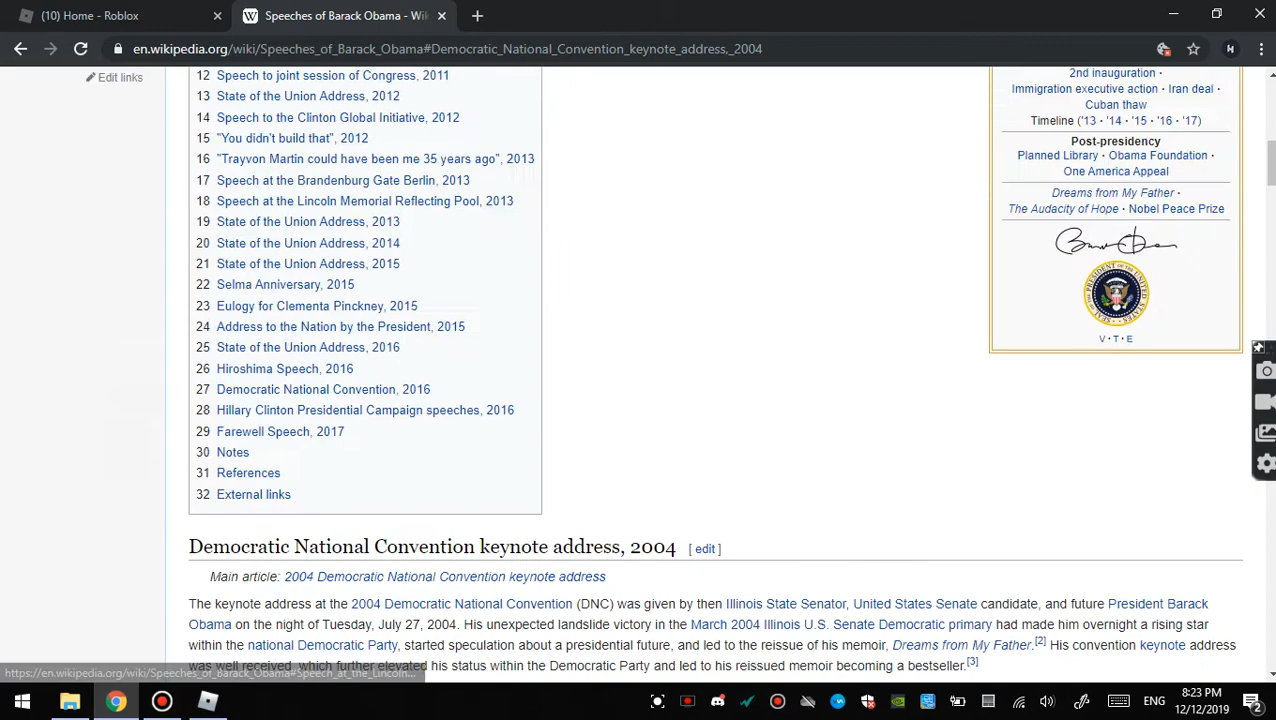 (10) Home - Roblox
Speeches of Barack Obama - Wik
en.wikipedia.org/wiki/Speeches_of_Barack_Obama#Democratic_National_Convention_keynote_address,_2004
Edit links
12 Speech to joint session of Congress, 2011
13 State of the Union Address, 2012
14 Speech to the Clinton Global Initiative, 2012
15 "You didn't build that", 2012
16 "Trayvon Martin could have been me 35 years ago", 2013
17 Speech at the Brandenburg Gate Berlin, 2013
18 Speech at the Lincoln Memorial Reflecting Pool, 2013
19 State of the Union Address, 2013
20 State of the Union Address, 2014
21 State of the Union Address, 2015
22 Selma Anniversary, 2015
23 Eulogy for Clementa Pinckney, 2015
24 Address to the Nation by the President, 2015
25 State of the Union Address, 2016
26 Hiroshima Speech, 2016
27 Democratic National Convention, 2016
28 Hillary Clinton Presidential Campaign speeches, 2016
29 Farewell Speech, 2017
30 Notes
31 References
32 External links
2nd inauguration ·
Immigration executive action · Iran deal ·
Cuban thaw
Timeline ('13 · '14 · '15 · '16 · '17)
Post-presidency
Planned Library · Obama Foundation ·
One America Appeal
Dreams from My Father ·
The Audacity of Hope · Nobel Peace Prize
V · T · E
Democratic National Convention keynote address, 2004 [ edit ]
Main article: 2004 Democratic National Convention keynote address
The keynote address at the 2004 Democratic National Convention (DNC) was given by then Illinois State Senator, United States Senate candidate, and future President Barack
Obama on the night of Tuesday, July 27, 2004. His unexpected landslide victory in the March 2004 Illinois U.S. Senate Democratic primary had made him overnight a rising star
within the national Democratic Party, started speculation about a presidential future, and led to the reissue of his memoir, Dreams from My Father.[2] His convention keynote address
was well received, which further elevated his status within the Democratic Party and led to his reissued memoir becoming a bestseller.[3]
https://en.wikipedia.org/wiki/Speeches_of_Barack_Obama#Speech_at_the_Lincoln...
ENG
8:23 PM
12/12/2019
2